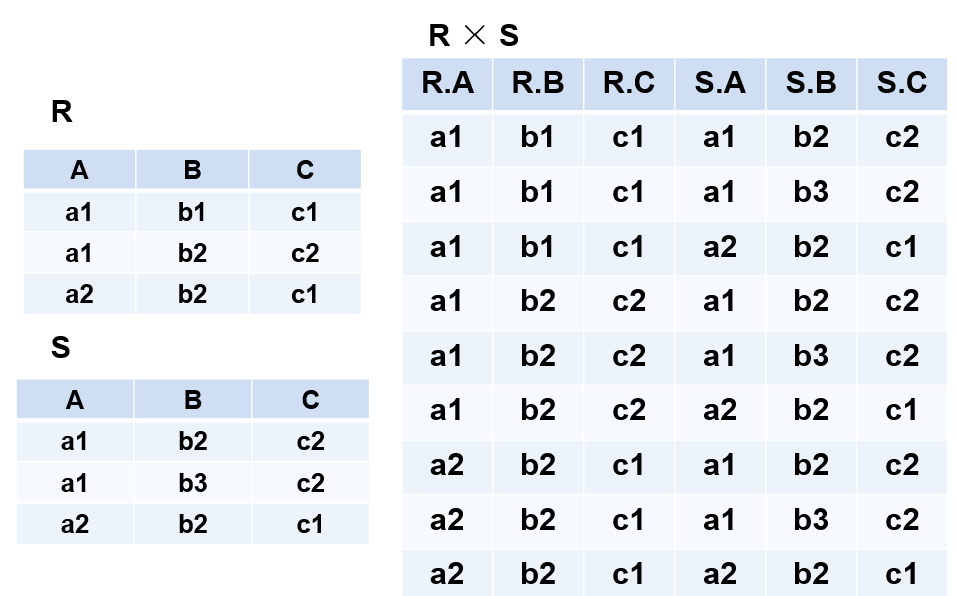 R
A B C
a1 b1 c1
a1 b2 c2
a2 b2 c1
S
A B C
a1 b2 c2
a1 b3 c2
a2 b2 c1
R × S
R.A R.B R.C S.A S.B S.C
a1 b1 c1 a1 b2 c2
a1 b1 c1 a1 b3 c2
a1 b1 c1 a2 b2 c1
a1 b2 c2 a1 b2 c2
a1 b2 c2 a1 b3 c2
a1 b2 c2 a2 b2 c1
a2 b2 c1 a1 b2 c2
a2 b2 c1 a1 b3 c2
a2 b2 c1 a2 b2 c1